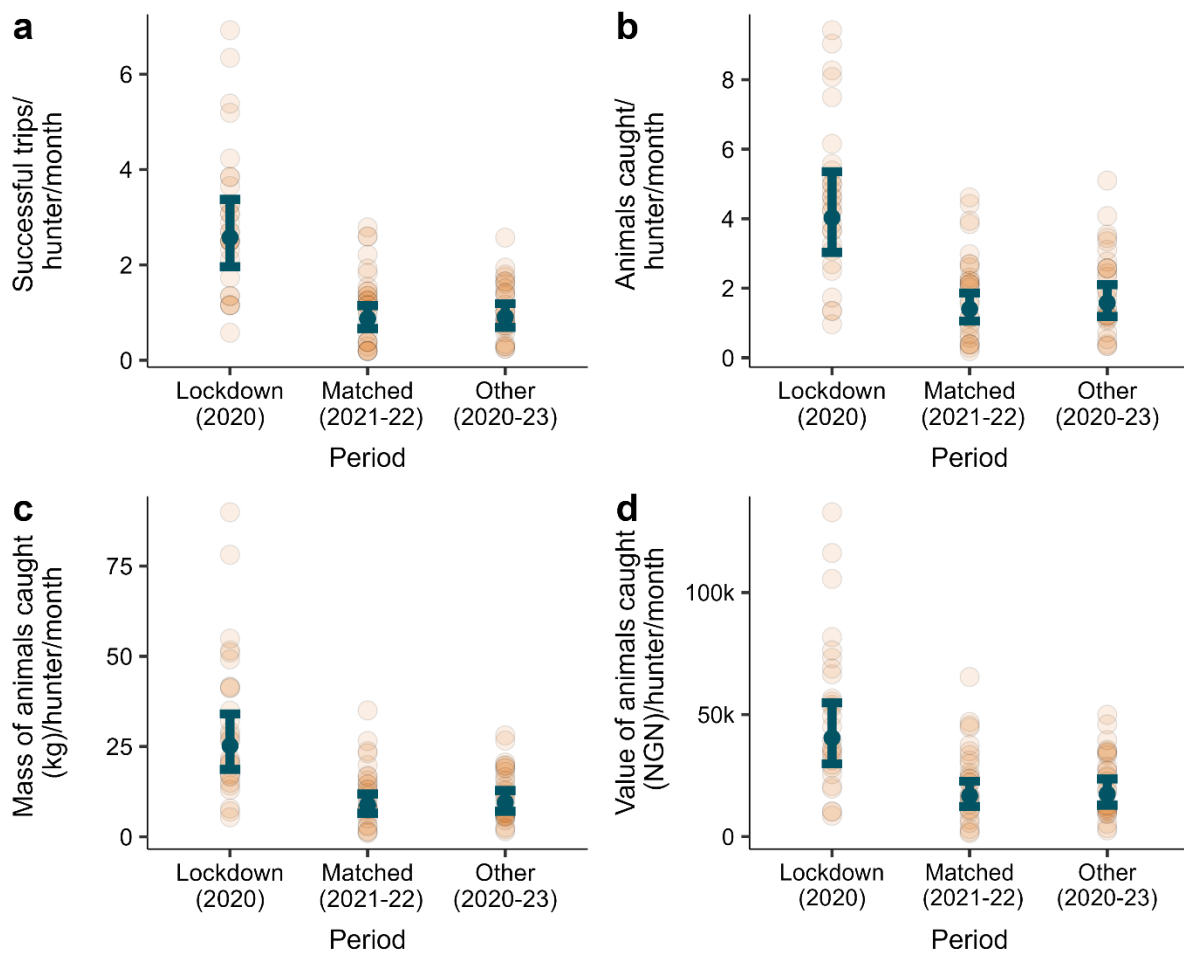 a
Successful trips/
hunter/month
6
4
2
0
Lockdown
(2020)
Matched
(2021-22)
Other
(2020-23)
Period
b
Animals caught/
hunter/month
8
6
4
2
0
Lockdown
(2020)
Matched
(2021-22)
Other
(2020-23)
Period
c
Mass of animals caught
(kg)/hunter/month
75
50
25
0
Lockdown
(2020)
Matched
(2021-22)
Other
(2020-23)
Period
d
Value of animals caught
(NGN)/hunter/month
100k
50k
0
Lockdown
(2020)
Matched
(2021-22)
Other
(2020-23)
Period